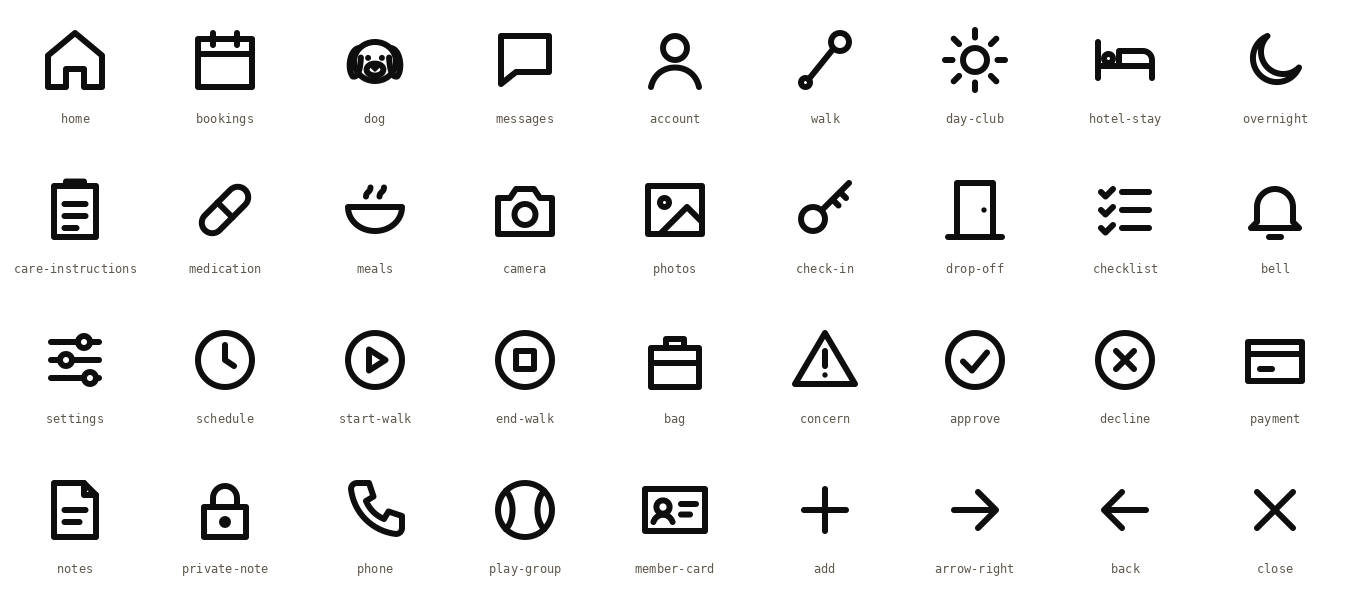 home bookings dog messages account walk day-club hotel-stay overnight
care-instructions medication meals camera photos check-in drop-off checklist bell
settings schedule start-walk end-walk bag concern approve decline payment
notes private-note phone play-group member-card add arrow-right back close